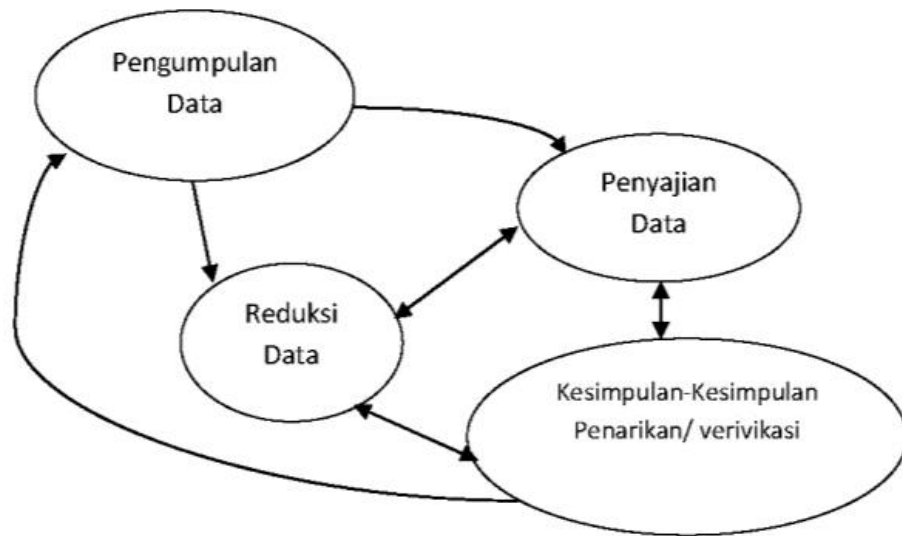 Pengumpulan
Data
Penyajian
Data
Reduksi
Data
Kesimpulan-Kesimpulan
Penarikan/ verivikasi